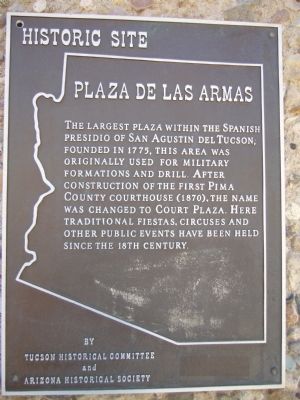 HISTORIC SITE
PLAZA DE LAS ARMAS
THE LARGEST PLAZA WITHIN THE SPANISH
PRESIDIO OF SAN AGUSTIN DEL TUCSON,
FOUNDED IN 1775, THIS AREA WAS
ORIGINALLY USED FOR MILITARY
FORMATIONS AND DRILL. AFTER
CONSTRUCTION OF THE FIRST PIMA
COUNTY COURTHOUSE (1870), THE NAME
WAS CHANGED TO COURT PLAZA. HERE
TRADITIONAL FIESTAS, CIRCUSES AND
OTHER PUBLIC EVENTS HAVE BEEN HELD
SINCE THE 18TH CENTURY.
BY
TUCSON HISTORICAL COMMITTEE
and
ARIZONA HISTORICAL SOCIETY